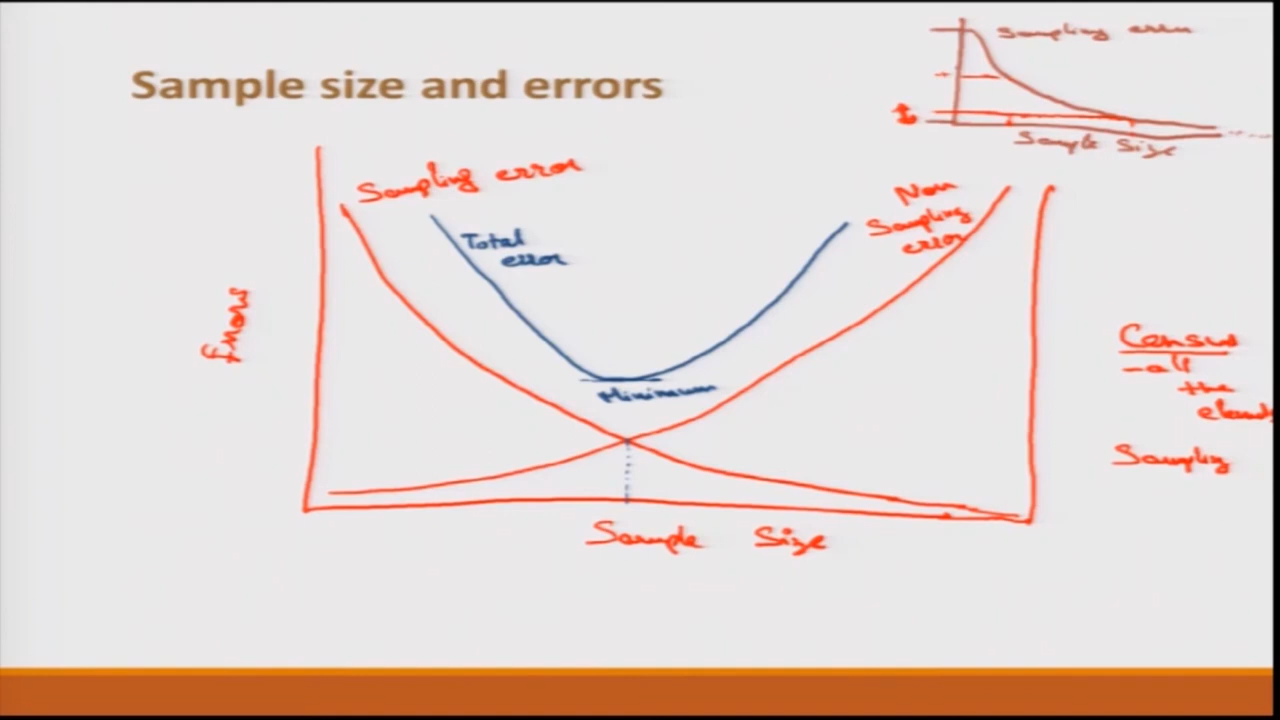 Sample size and errors
Sampling error
Sample Size
Sampling error
Total
error
Non
Sampling
error
Errors
Minimum
Census
- all
the
Sampling
Sample Size